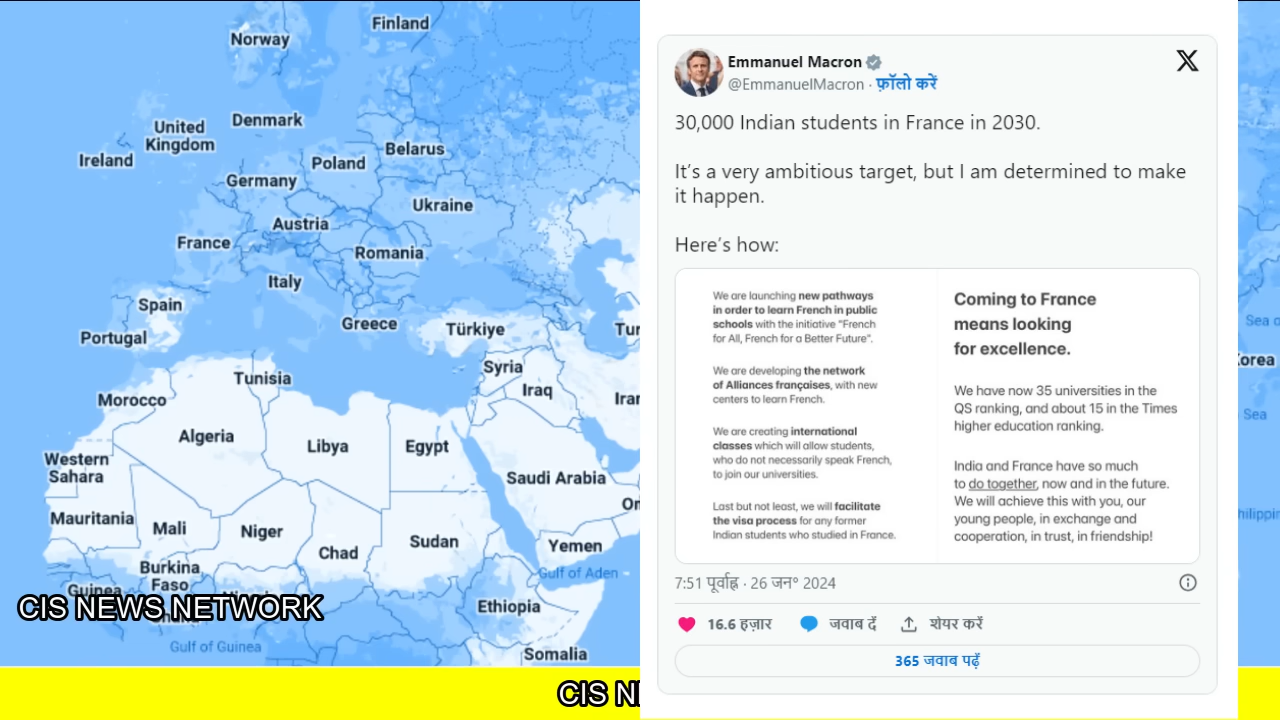 Finland
Norway
Denmark
United
Kingdom
Ireland
Poland
Belarus
Germany
Ukraine
Austria
France
Romania
Italy
Spain
Greece
Türkiye
Portugal
Syria
Tunisia
Iraq
Morocco
Algeria
Libya
Egypt
Western
Sahara
Saudi Arabia
Mauritania
Mali
Niger
Chad
Sudan
Yemen
Burkina
Faso
Gulf of Aden
Guinea
Ethiopia
CIS NEWS NETWORK
Gulf of Guinea
Somalia
CIS
Emmanuel Macron
@EmmanuelMacron · फ़ॉलो करें
30,000 Indian students in France in 2030.
It’s a very ambitious target, but I am determined to make
it happen.
Here’s how:
We are launching new pathways
in order to learn French in public
schools with the initiative "French
for All, French for a Better Future".
We are developing the network
of Alliances françaises, with new
centers to learn French.
We are creating international
classes which will allow students,
who do not necessarily speak French,
to join our universities.
Last but not least, we will facilitate
the visa process for any former
Indian students who studied in France.
Coming to France
means looking
for excellence.
We have now 35 universities in the
QS ranking, and about 15 in the Times
higher education ranking.
India and France have so much
to do together, now and in the future.
We will achieve this with you, our
young people, in exchange and
cooperation, in trust, in friendship!
7:51 पूर्वाह्न · 26 जन॰ 2024
16.6 हज़ार जवाब दें शेयर करें
365 जवाब पढ़ें
Sea